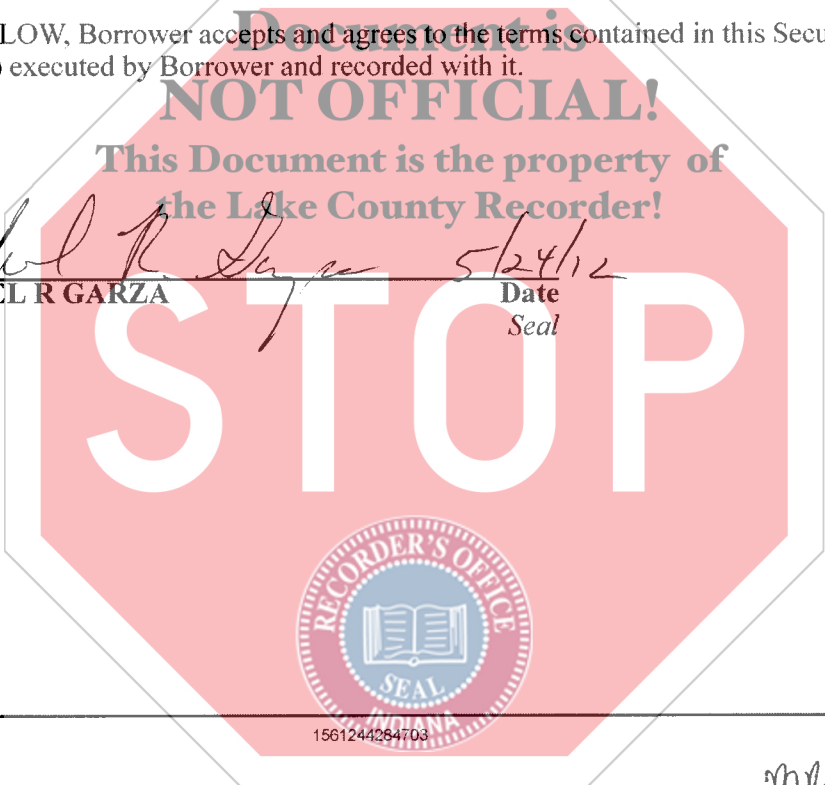 Document is
LOW, Borrower accepts and agrees to the terms contained in this Secu
executed by Borrower and recorded with it.
NOT OFFICIAL!
This Document is the property of
the Lake County Recorder!
R. Garza 5/24/12
L R GARZA Date
Seal
STOP
RECORDER'S OFFICE
SEAL
INDIANA
1561244284703